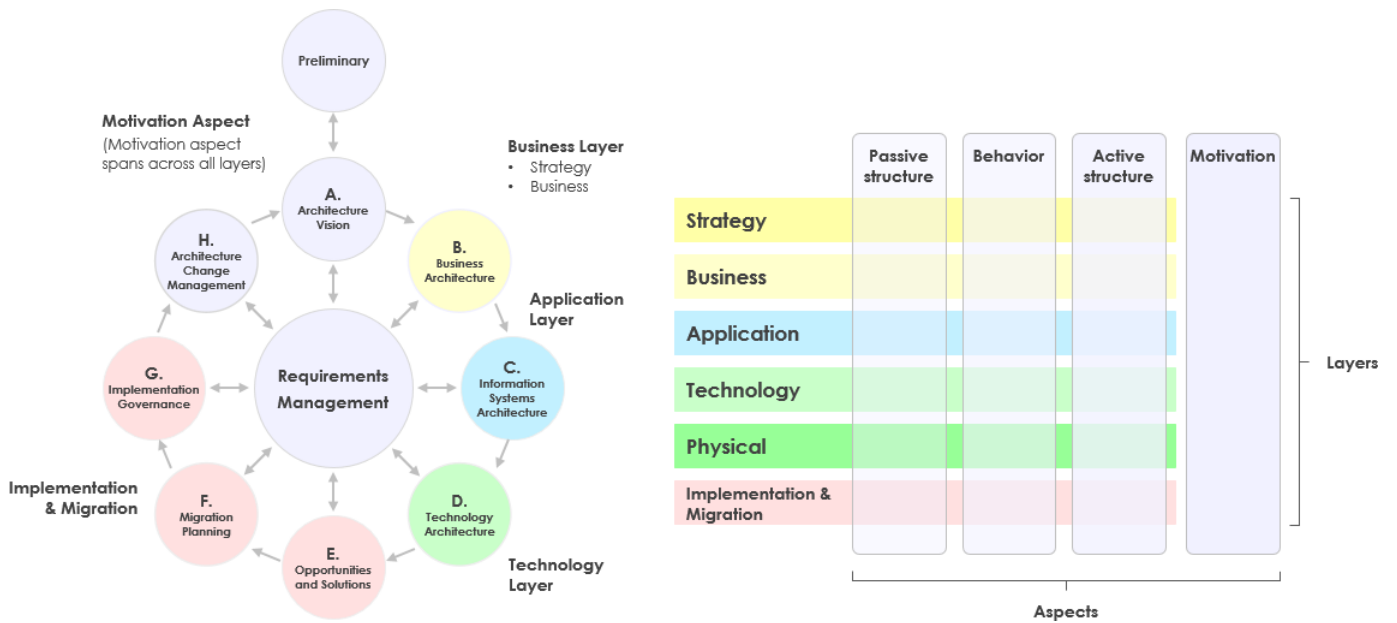 Preliminary
Motivation Aspect
(Motivation aspect
spans across all layers)
Business Layer
• Strategy
• Business
A.
Architecture
Vision
H.
Architecture
Change
Management
B.
Business
Architecture
Application
Layer
G.
Implementation
Governance
Requirements
Management
C.
Information
Systems
Architecture
Implementation
& Migration
F.
Migration
Planning
D.
Technology
Architecture
E.
Opportunities
and Solutions
Technology
Layer
Passive
structure
Behavior
Active
structure
Motivation
Strategy
Business
Application
Technology
Physical
Implementation &
Migration
Layers
Aspects